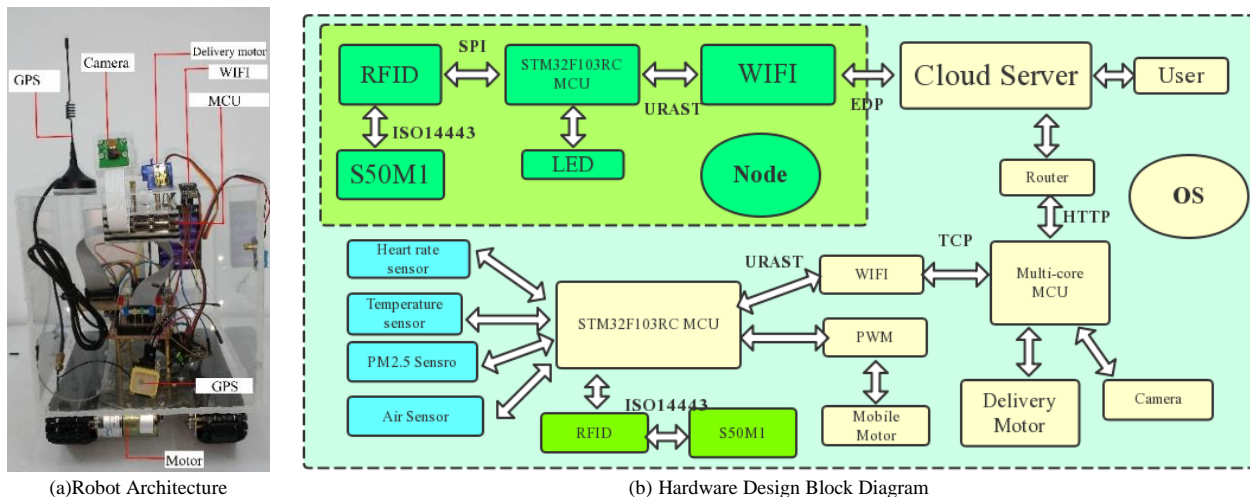 GPS
Camera
Delivery motor
WIFI
MCU
GPS
Motor
(a)Robot Architecture
RFID
SPI
STM32F103RC
MCU
URAST
WIFI
EDP
Cloud Server
User
ISO14443
S50M1
LED
Node
Router
OS
HTTP
Heart rate
sensor
Temperature
sensor
PM2.5 Sensro
Air Sensor
STM32F103RC MCU
URAST
WIFI
TCP
Multi-core
MCU
PWM
Mobile
Motor
Delivery
Motor
Camera
ISO14443
RFID
S50M1
(b) Hardware Design Block Diagram